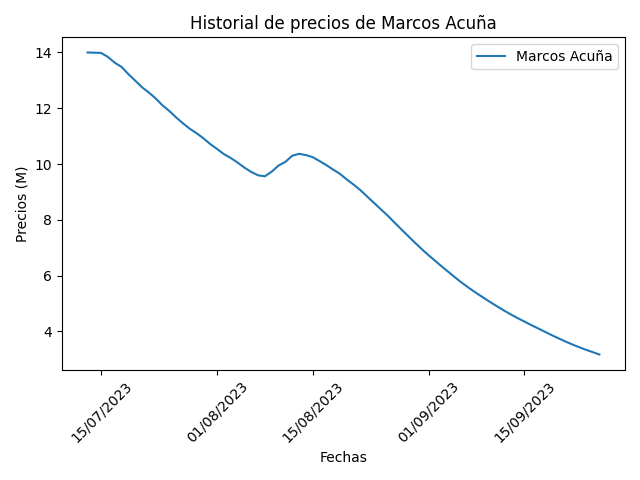 Historial de precios de Marcos Acuña
Marcos Acuña
Precios (M)
14
12
10
8
6
4
15/07/2023
01/08/2023
15/08/2023
01/09/2023
15/09/2023
Fechas